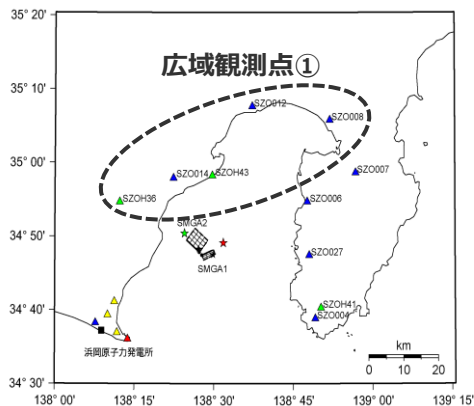 35° 20'
広域観測点①
35° 10'
SZO012
SZO008
35° 00'
SZO014
SZOH43
SZO007
SZOH36
SZO006
34° 50'
SMGA2
SMGA1
SZO027
34° 40'
SZOH41
SZO004
浜岡原子力発電所
km
0 10 20
34° 30'
138° 00' 138° 15' 138° 30' 138° 45' 139° 00' 139° 15'